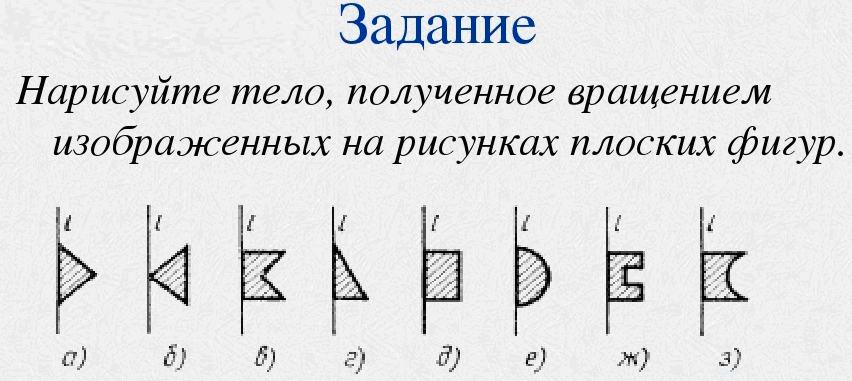 Задание
Нарисуйте тело, полученное вращением
изображенных на рисунках плоских фигур.
l l l l l l l l
а) б) в) г) д) е) ж) з)